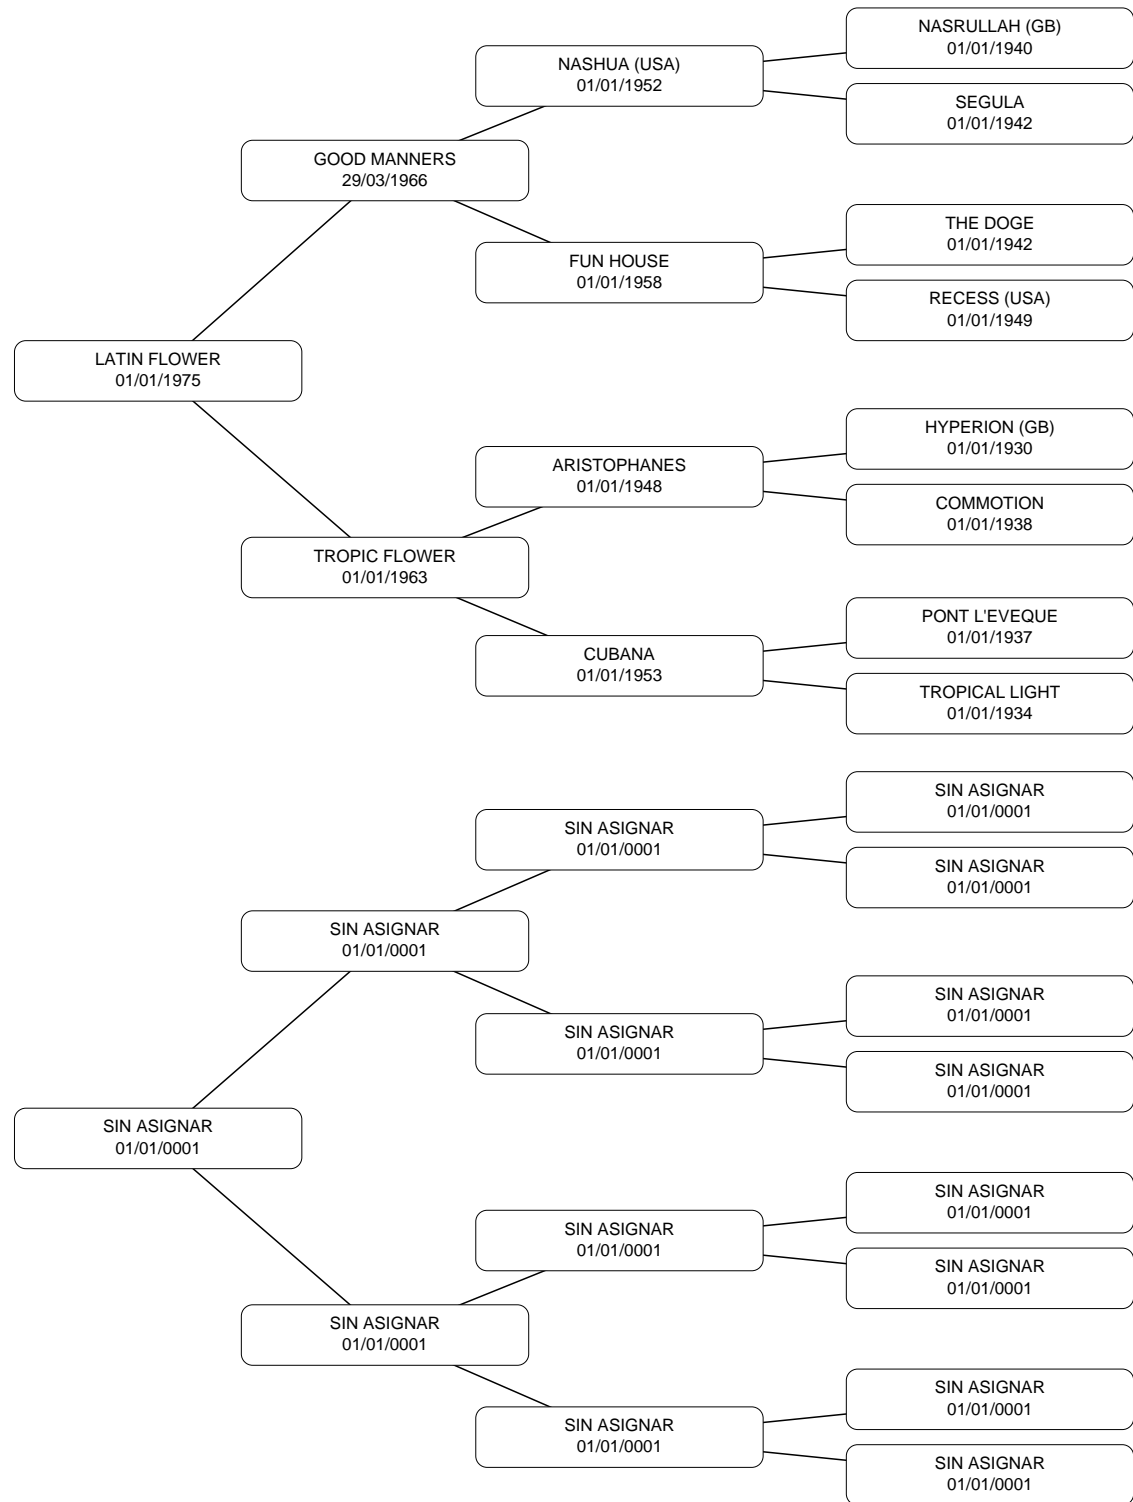 NASRULLAH (GB)
01/01/1940
NASHUA (USA)
01/01/1952
SEGULA
01/01/1942
GOOD MANNERS
29/03/1966
THE DOGE
01/01/1942
FUN HOUSE
01/01/1958
RECESS (USA)
01/01/1949
LATIN FLOWER
01/01/1975
HYPERION (GB)
01/01/1930
ARISTOPHANES
01/01/1948
COMMOTION
01/01/1938
TROPIC FLOWER
01/01/1963
PONT L'EVEQUE
01/01/1937
CUBANA
01/01/1953
TROPICAL LIGHT
01/01/1934
SIN ASIGNAR
01/01/0001
SIN ASIGNAR
01/01/0001
SIN ASIGNAR
01/01/0001
SIN ASIGNAR
01/01/0001
SIN ASIGNAR
01/01/0001
SIN ASIGNAR
01/01/0001
SIN ASIGNAR
01/01/0001
SIN ASIGNAR
01/01/0001
SIN ASIGNAR
01/01/0001
SIN ASIGNAR
01/01/0001
SIN ASIGNAR
01/01/0001
SIN ASIGNAR
01/01/0001
SIN ASIGNAR
01/01/0001
SIN ASIGNAR
01/01/0001
SIN ASIGNAR
01/01/0001